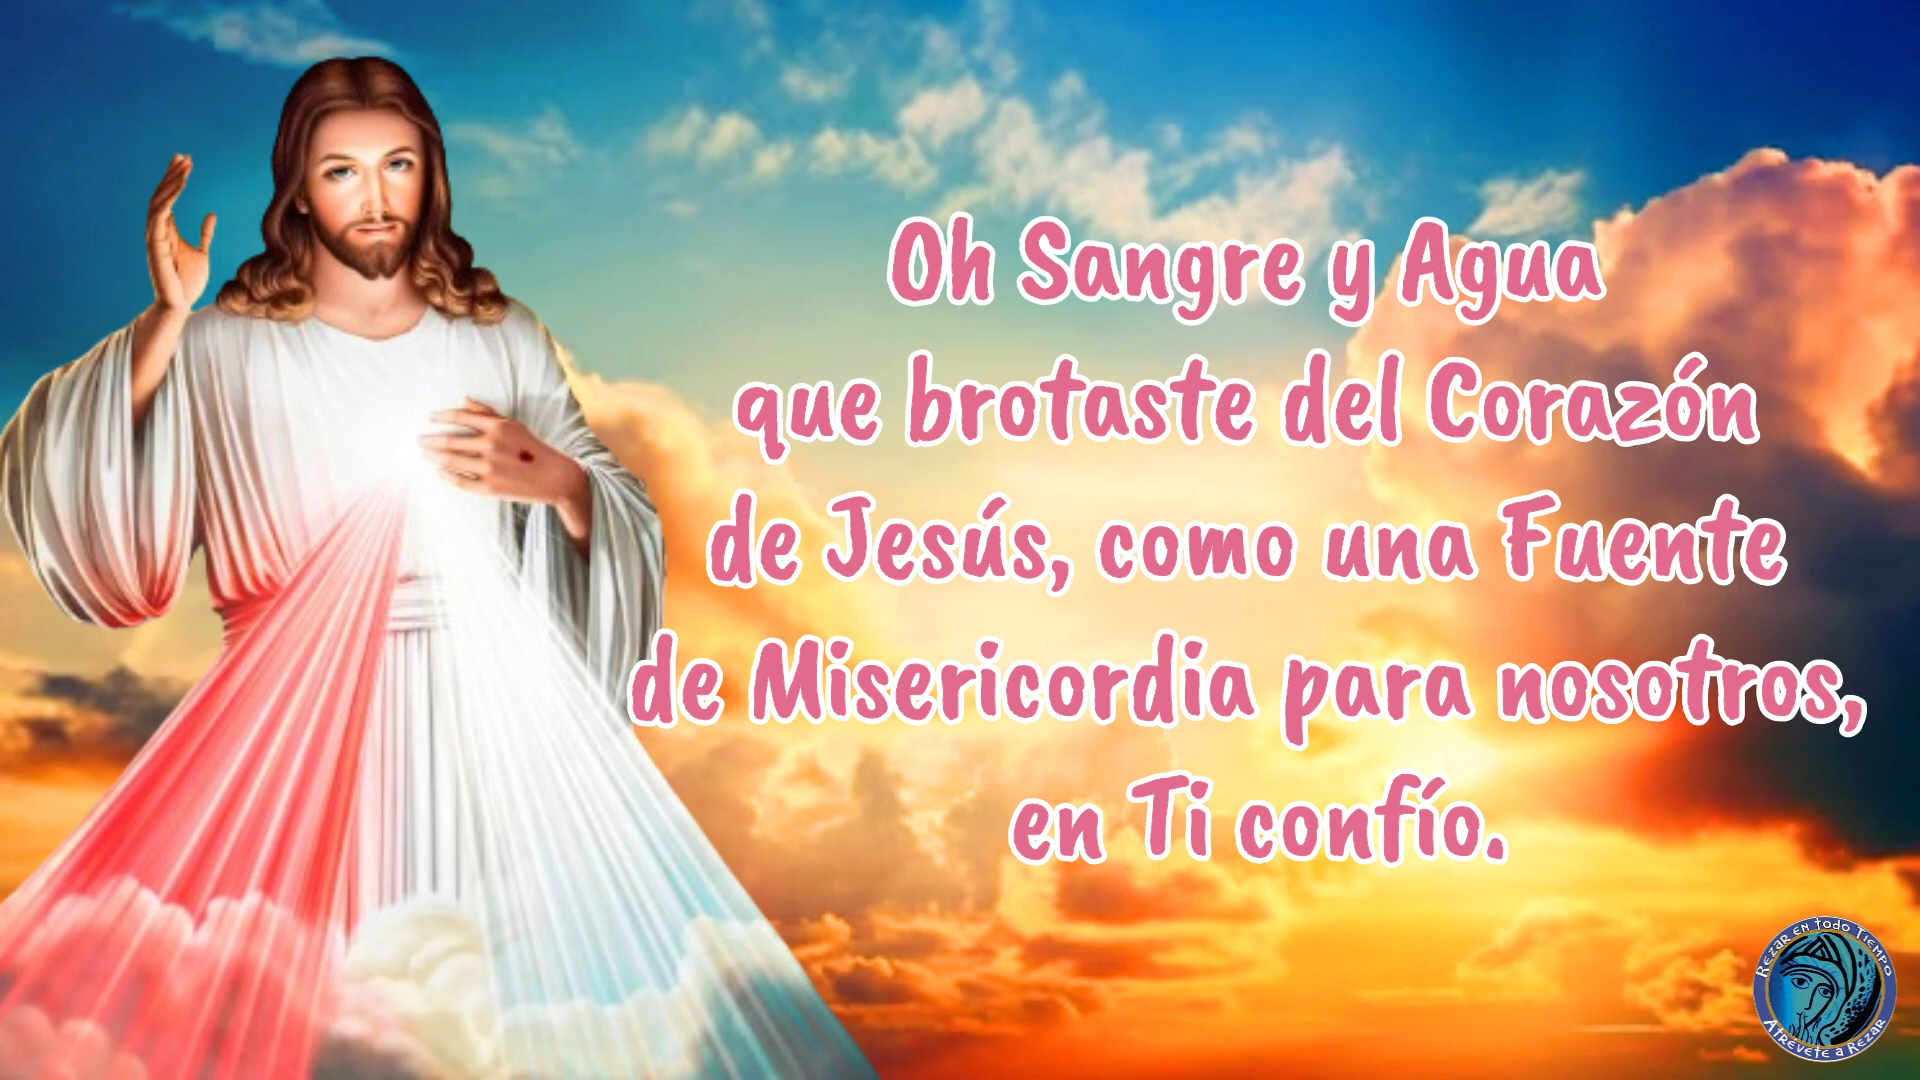 Oh Sangre y Agua
que brotaste del Corazón
de Jesús, como una Fuente
de Misericordia para nosotros,
en Ti confío.
Rezar en todo Tiempo
Atrévete a Rezar